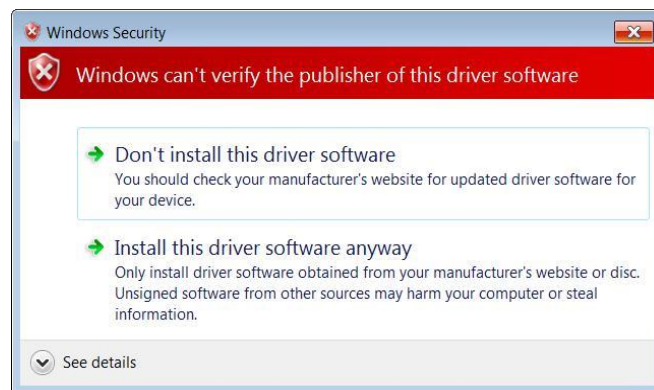 Windows Security
Windows can't verify the publisher of this driver software
Don't install this driver software
You should check your manufacturer's website for updated driver software for
your device.
Install this driver software anyway
Only install driver software obtained from your manufacturer's website or disc.
Unsigned software from other sources may harm your computer or steal
information.
See details